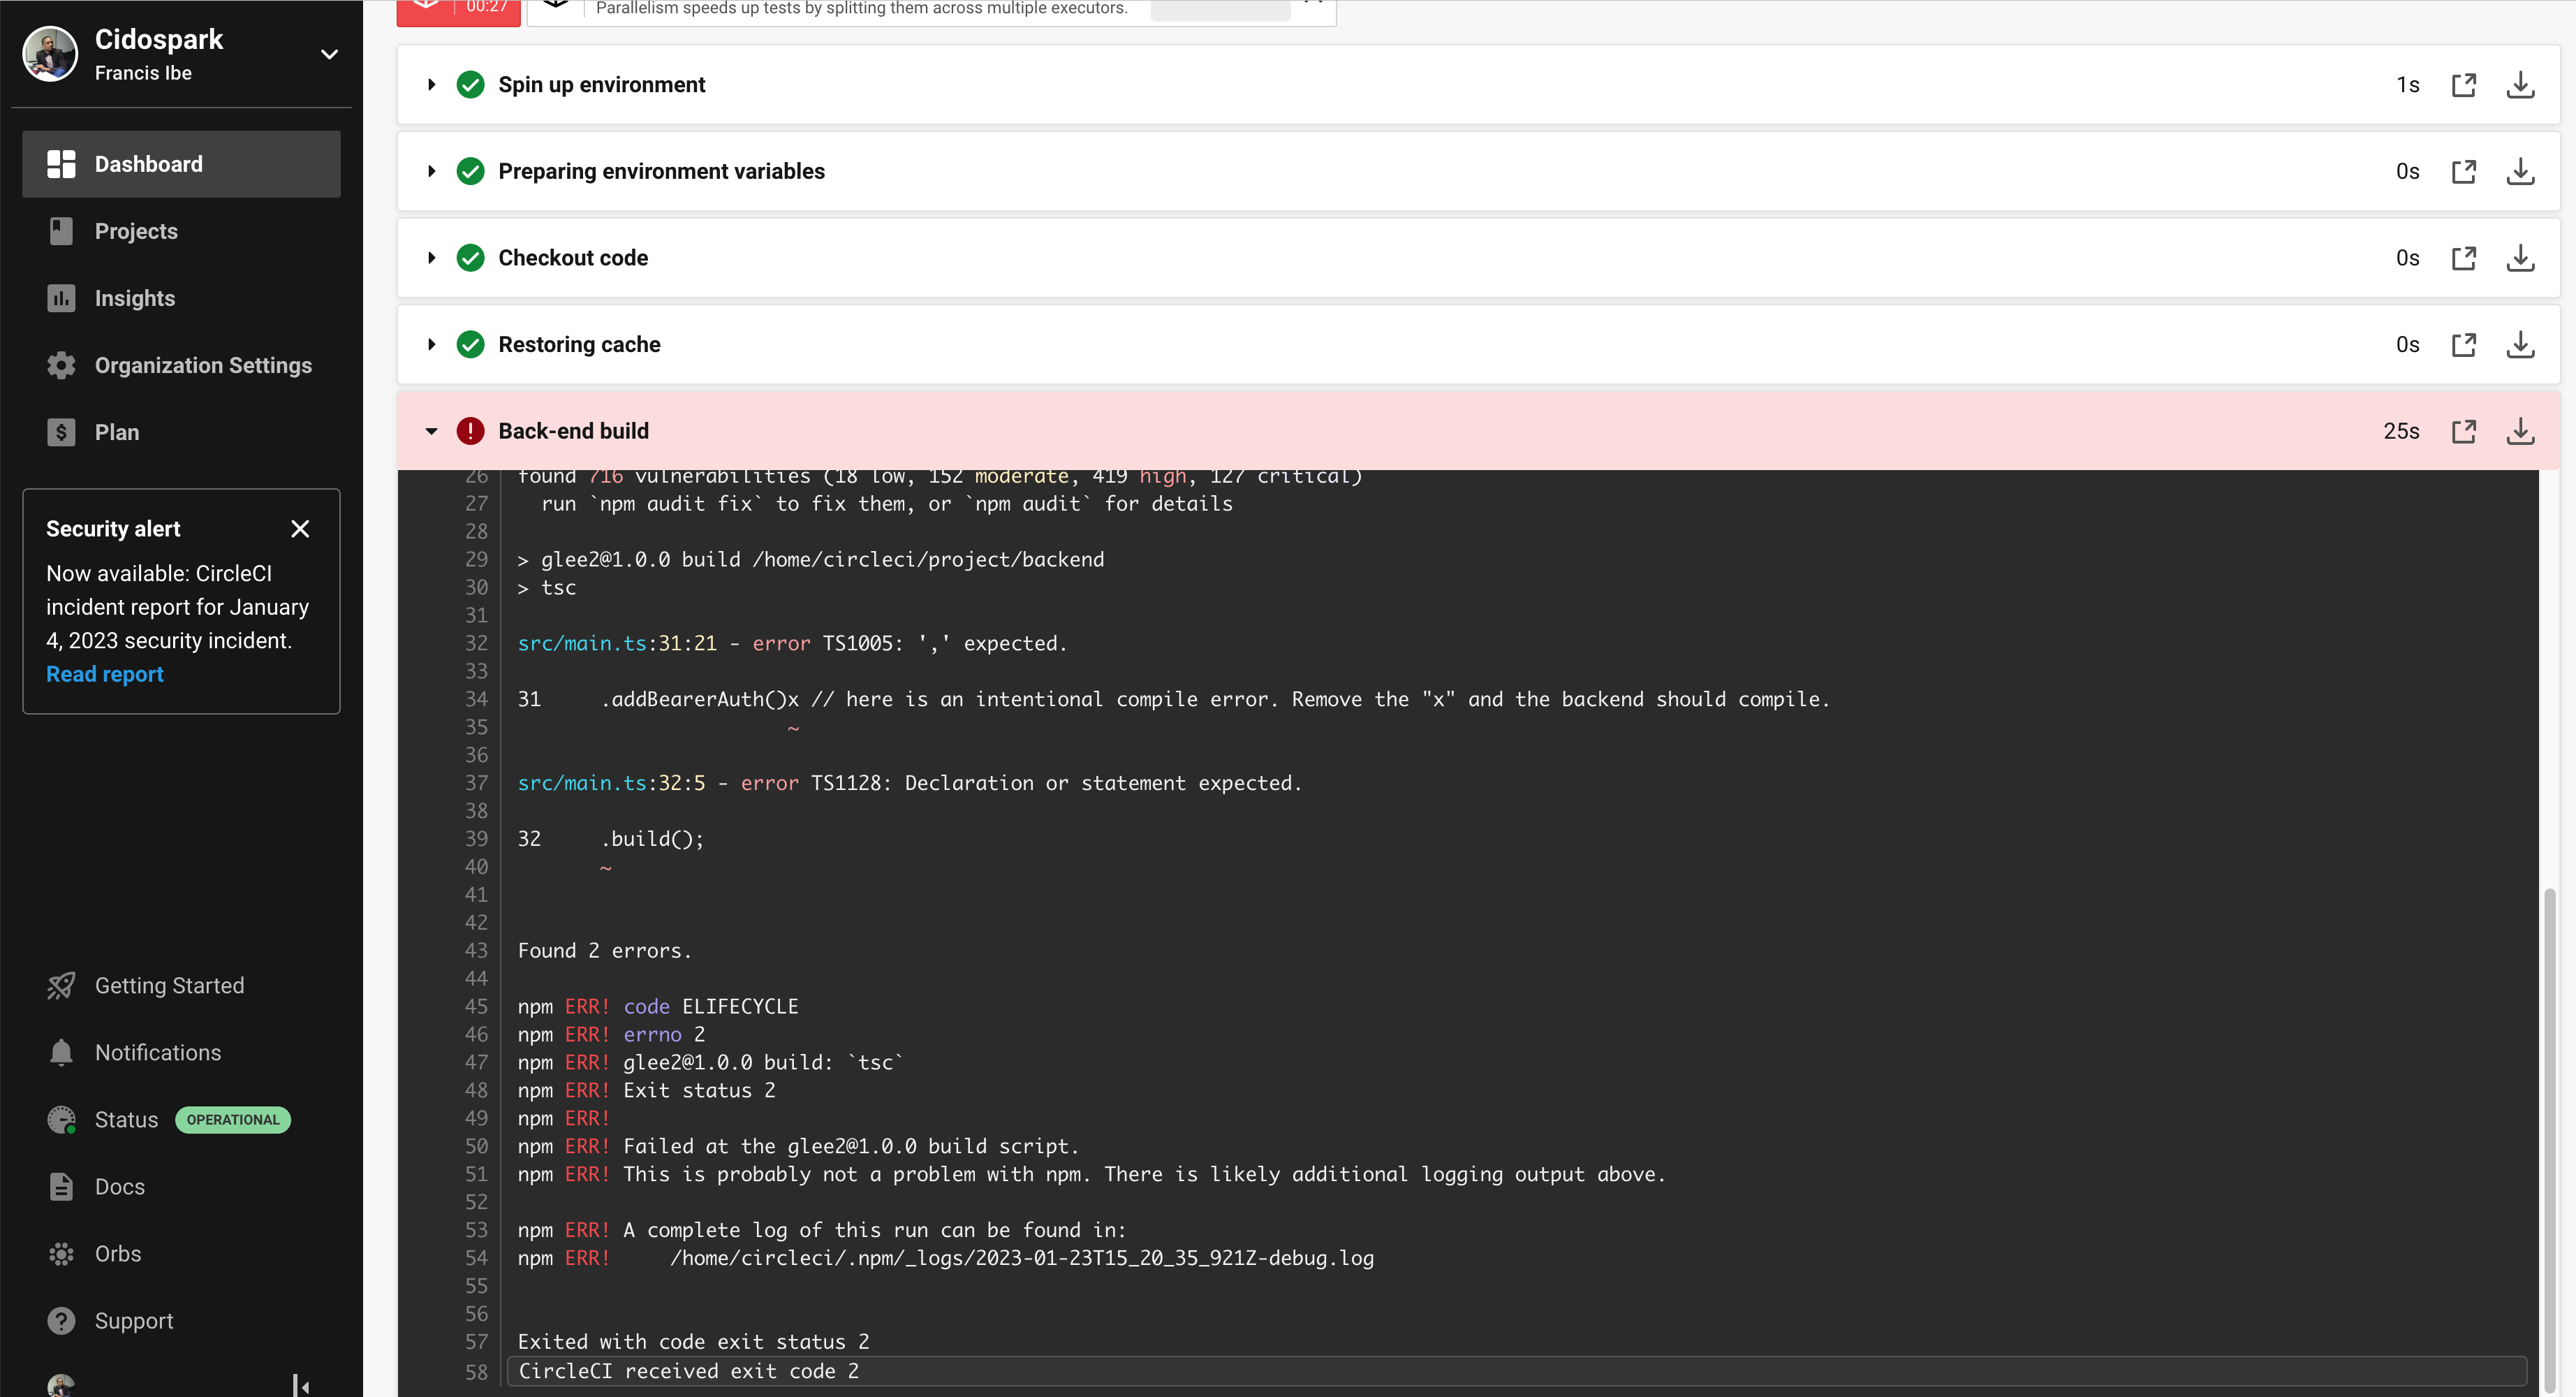 Cidospark
Francis Ibe
Dashboard
Projects
Insights
Organization Settings
Plan
Security alert
Now available: CircleCI
incident report for January
4, 2023 security incident.
Read report
Getting Started
Notifications
Status OPERATIONAL
Docs
Orbs
Support
00:27
Parallelism speeds up tests by splitting them across multiple executors.
Spin up environment 1s
Preparing environment variables 0s
Checkout code 0s
Restoring cache 0s
Back-end build 25s
26 found 716 vulnerabilities (18 low, 152 moderate, 419 high, 127 critical)
27 run `npm audit fix` to fix them, or `npm audit` for details
28
29 > glee2@1.0.0 build /home/circleci/project/backend
30 > tsc
31
32 src/main.ts:31:21 - error TS1005: ',' expected.
33
34 31 .addBearerAuth()x // here is an intentional compile error. Remove the "x" and the backend should compile.
35 ~
36
37 src/main.ts:32:5 - error TS1128: Declaration or statement expected.
38
39 32 .build();
40 ~
41
42
43 Found 2 errors.
44
45 npm ERR! code ELIFECYCLE
46 npm ERR! errno 2
47 npm ERR! glee2@1.0.0 build: `tsc`
48 npm ERR! Exit status 2
49 npm ERR!
50 npm ERR! Failed at the glee2@1.0.0 build script.
51 npm ERR! This is probably not a problem with npm. There is likely additional logging output above.
52
53 npm ERR! A complete log of this run can be found in:
54 npm ERR! /home/circleci/.npm/_logs/2023-01-23T15_20_35_921Z-debug.log
55
56
57 Exited with code exit status 2
58 CircleCI received exit code 2